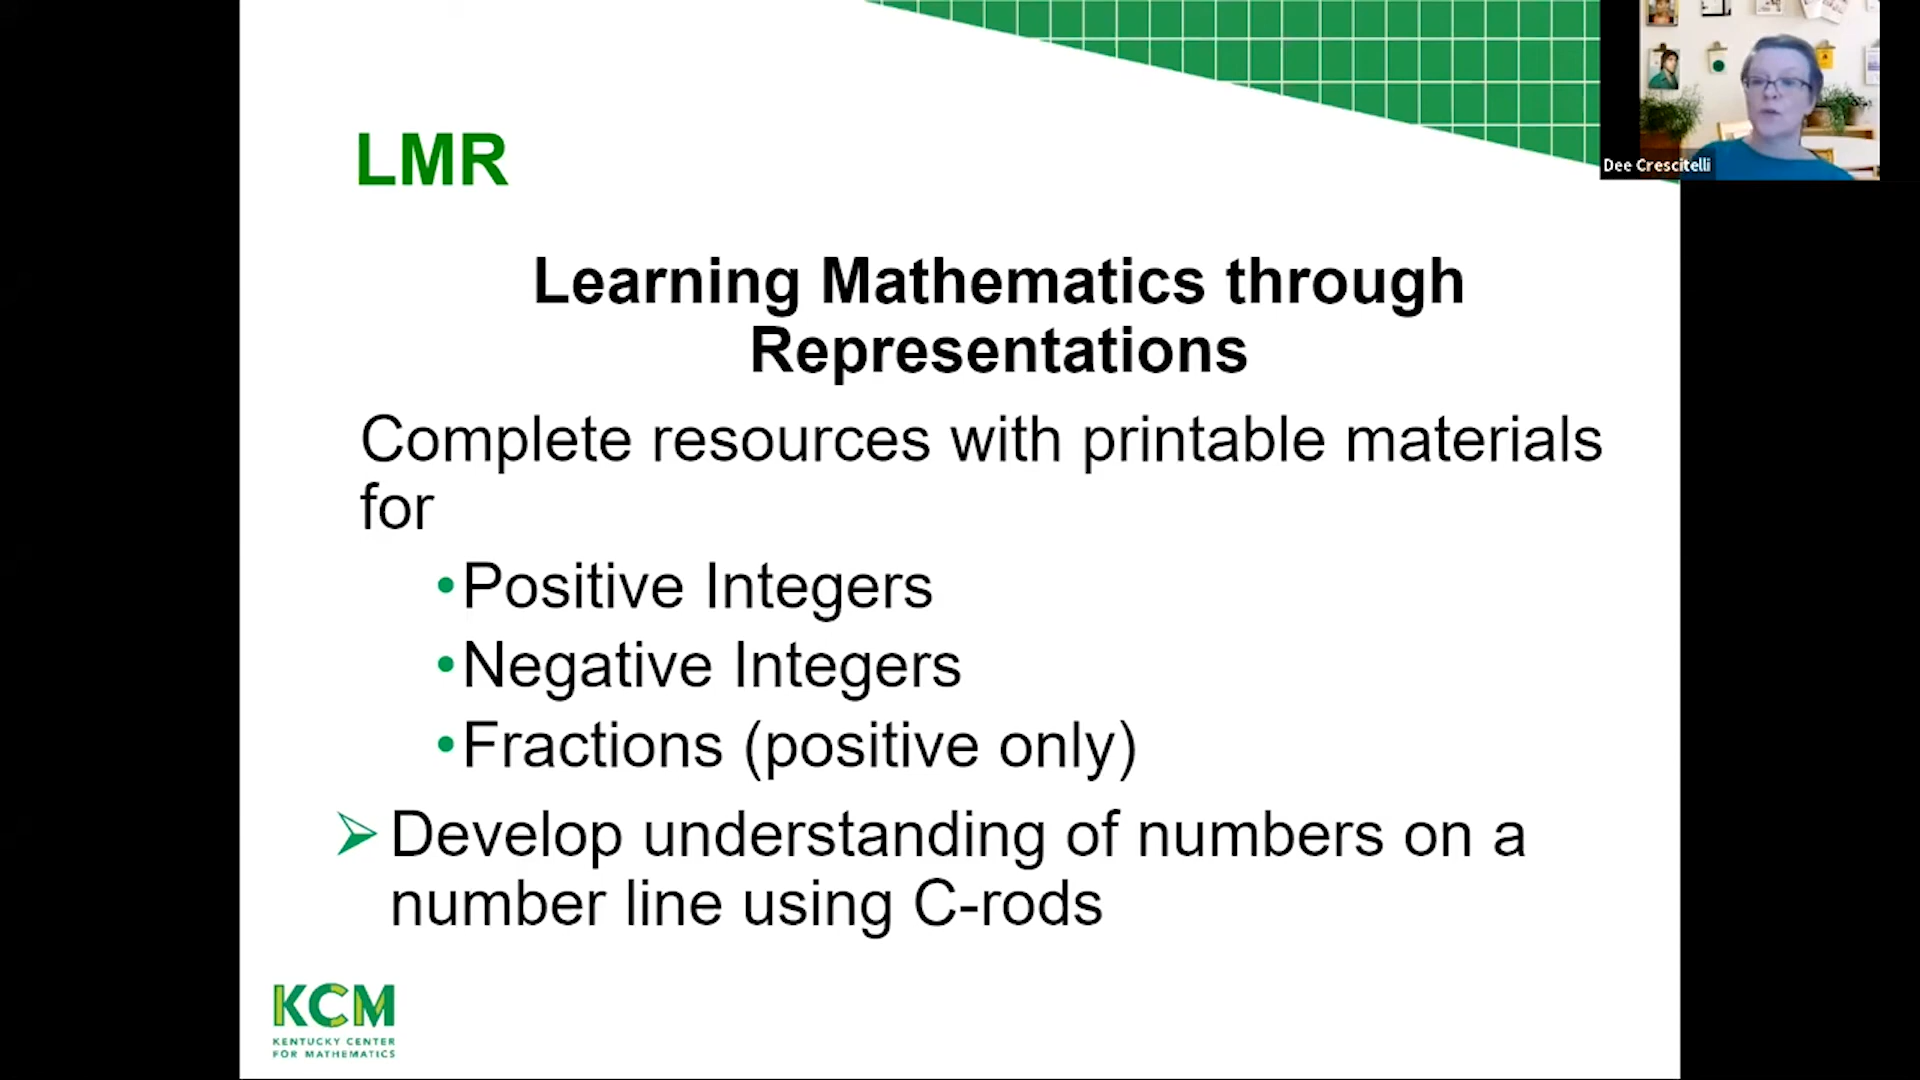 LMR
Dee Crescitelli
Learning Mathematics through
Representations
Complete resources with printable materials
for
•Positive Integers
•Negative Integers
•Fractions (positive only)
➢Develop understanding of numbers on a
number line using C-rods
KCM
KENTUCKY CENTER
FOR MATHEMATICS